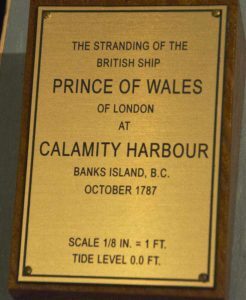 THE STRANDING OF THE
BRITISH SHIP
PRINCE OF WALES
OF LONDON
AT
CALAMITY HARBOUR
BANKS ISLAND, B.C.
OCTOBER 1787
SCALE 1/8 IN. = 1 FT.
TIDE LEVEL 0.0 FT.